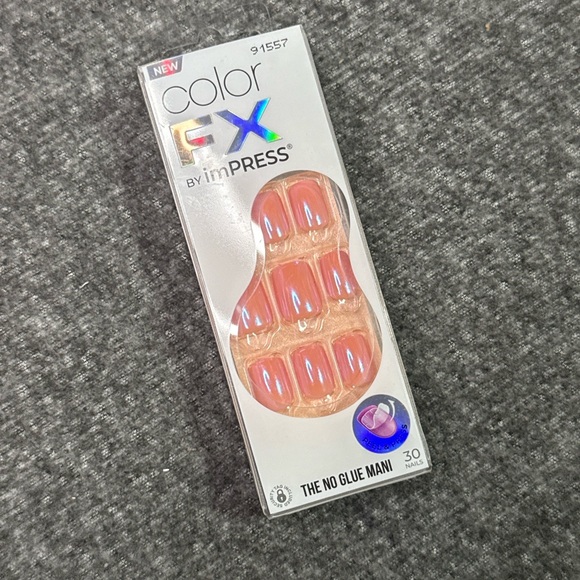 91557
NEW
color
FX
BY imPRESS®
THE NO GLUE MANI
30
NAILS